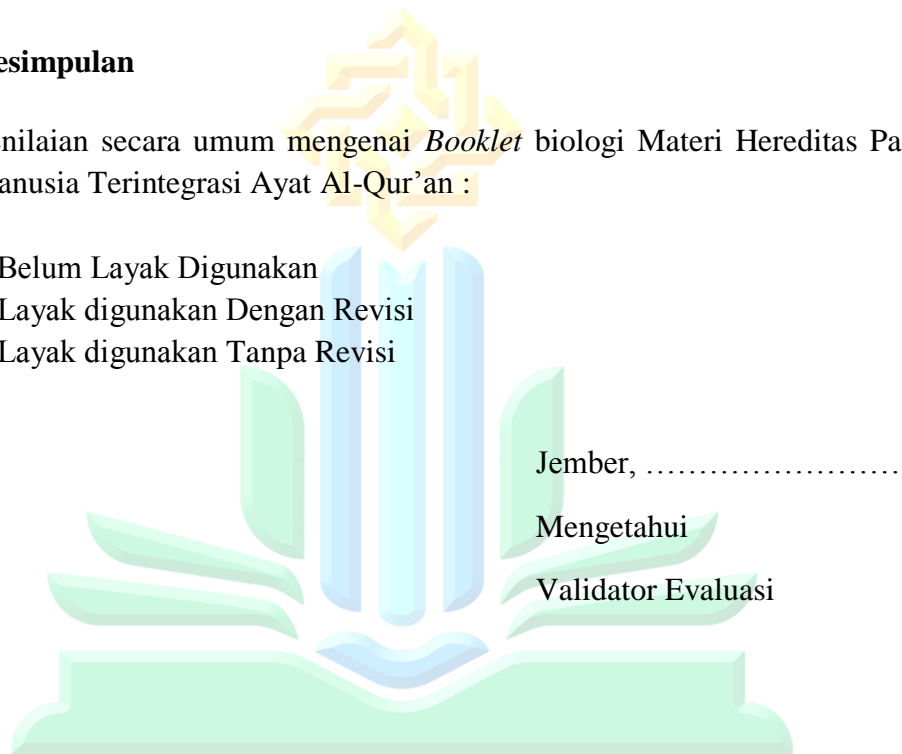 esimpulan
nilaian secara umum mengenai Booklet biologi Materi Hereditas Pa
anusia Terintegrasi Ayat Al-Qur’an :
Belum Layak Digunakan
Layak digunakan Dengan Revisi
Layak digunakan Tanpa Revisi
Jember, ……………………
Mengetahui
Validator Evaluasi